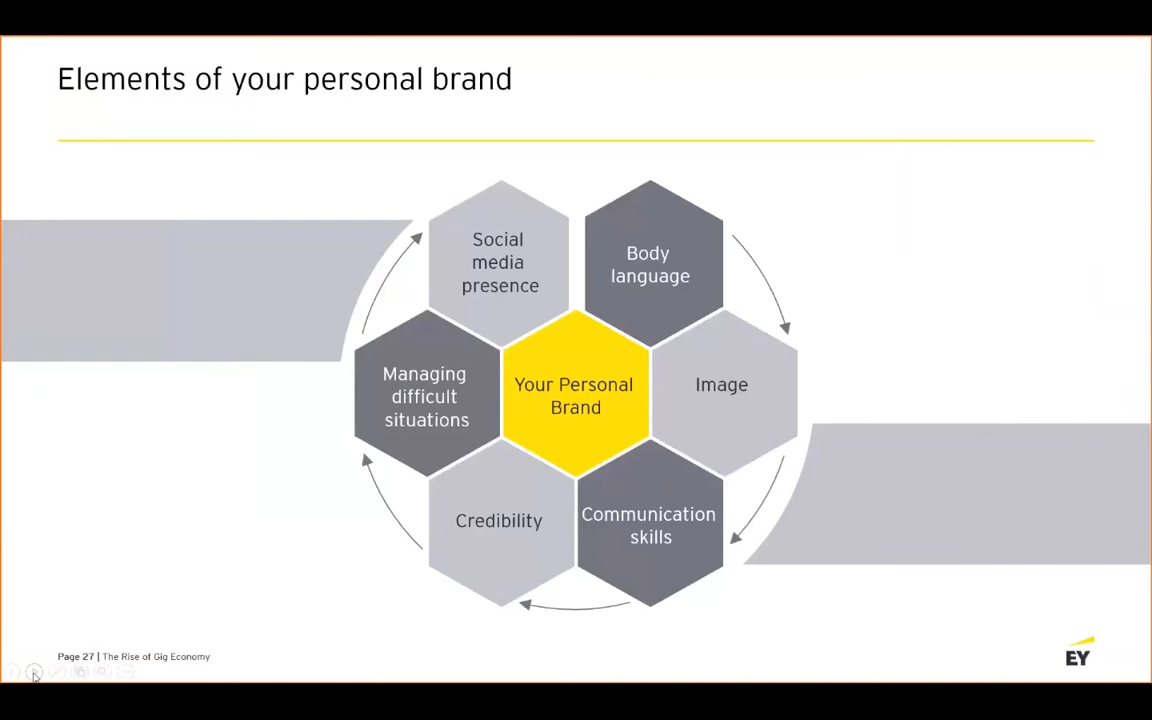 Elements of your personal brand
Social
media
presence
Body
language
Managing
difficult
situations
Your Personal
Brand
Image
Credibility
Communication
skills
Page 27 | The Rise of Gig Economy
EY